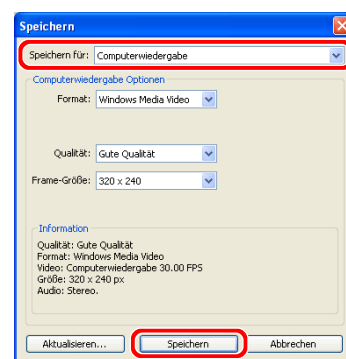 Speichern
Speichern für: Computerwiedergabe
Computerwiedergabe Optionen
Format: Windows Media Video
Qualität: Gute Qualität
Frame-Größe: 320 x 240
Information
Qualität: Gute Qualität
Format: Windows Media Video
Video: Computerwiedergabe 30.00 FPS
Größe: 320 x 240 px
Audio: Stereo.
Aktualisieren... Speichern Abbrechen